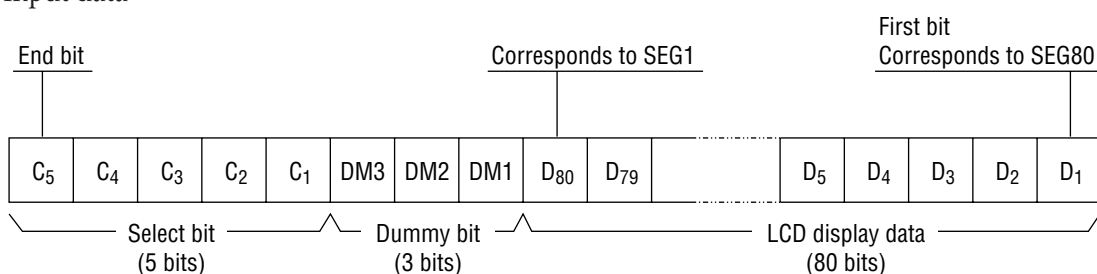 Input data
First bit
End bit Corresponds to SEG1 Corresponds to SEG80
C5 C4 C3 C2 C1 DM3 DM2 DM1 D80 D79 D5 D4 D3 D2 D1
Select bit Dummy bit LCD display data
(5 bits) (3 bits) (80 bits)